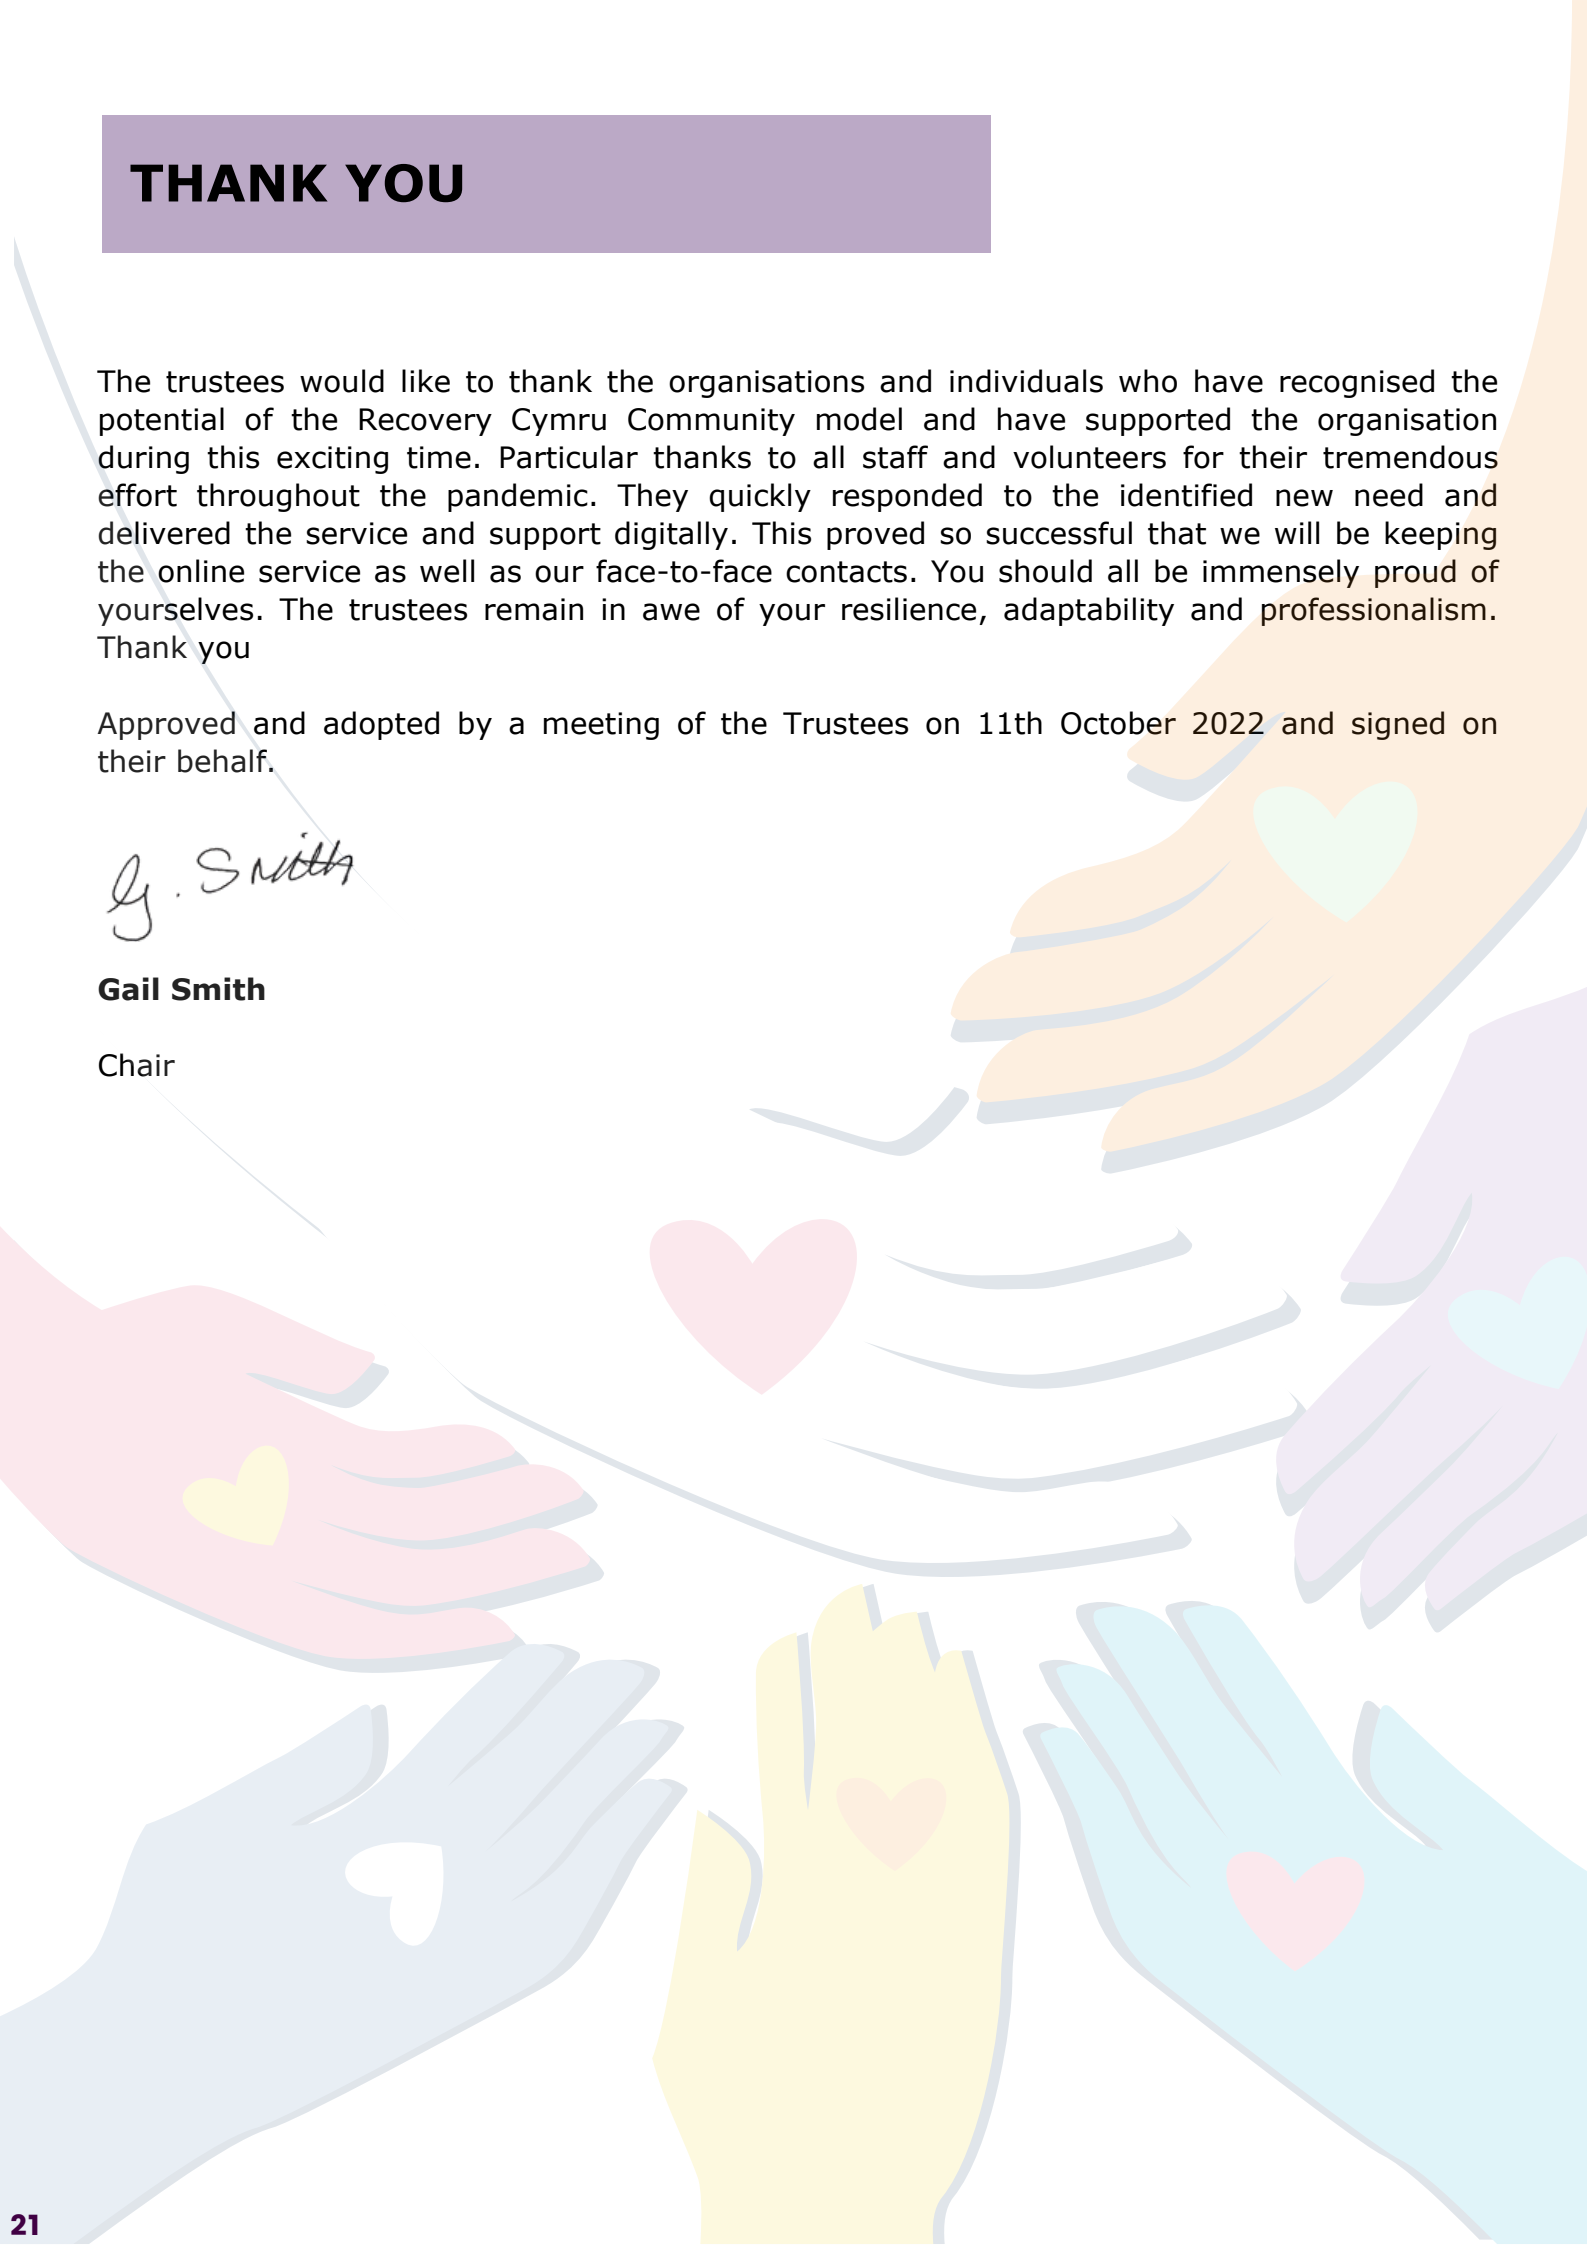 THANK YOU
The trustees would like to thank the organisations and individuals who have recognised the
potential of the Recovery Cymru Community model and have supported the organisation
during this exciting time. Particular thanks to all staff and volunteers for their tremendous
effort throughout the pandemic. They quickly responded to the identified new need and
delivered the service and support digitally. This proved so successful that we will be keeping
the online service as well as our face-to-face contacts. You should all be immensely proud of
yourselves. The trustees remain in awe of your resilience, adaptability and professionalism.
Thank you
Approved and adopted by a meeting of the Trustees on 11th October 2022 and signed on
their behalf.
G. Smith
Gail Smith
Chair
21